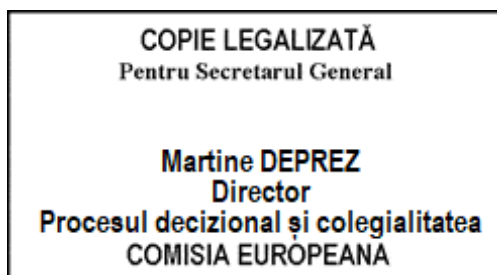 COPIE LEGALIZATĂ
Pentru Secretarul General
Martine DEPREZ
Director
Procesul decizional și colegialitatea
COMISIA EUROPEANA